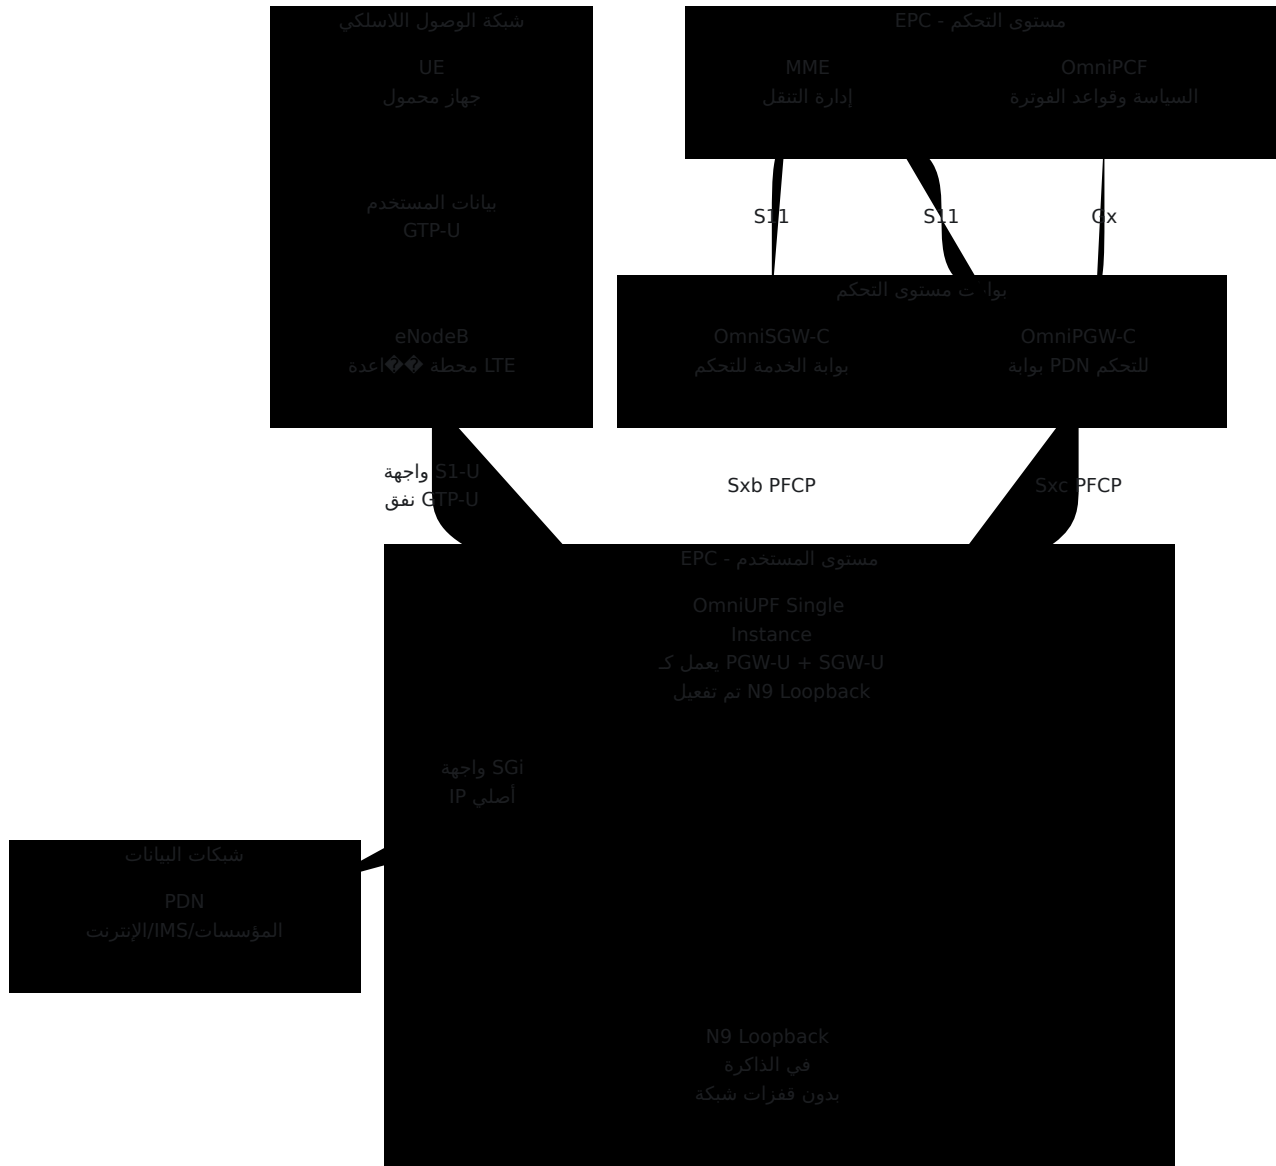 شبكة الوصول اللاسلكي
UE
جهاز محمول
بيانات المستخدم
GTP-U
eNodeB
LTE محطة ��اعدة
مستوى التحكم - EPC
MME
إدارة التنقل
OmniPCF
السياسة وقواعد الفوترة
S11
S11
Gx
مستوى التحكم
OmniSGW-C
بوابة الخدمة للتحكم
OmniPGW-C
للتحكم PDN بوابة
S1-U واجهة
GTP-U نفق
Sxb PFCP
Sxc PFCP
مستوى المستخدم - EPC
OmniUPF Single
Instance
PGW-U + SGW-U يعمل كـ
N9 Loopback تم تفعيل
SGi واجهة
أصلي IP
شبكات البيانات
PDN
المؤسسات/IMS/الإنترنت
N9 Loopback
في الذاكرة
بدون قفزات شبكة